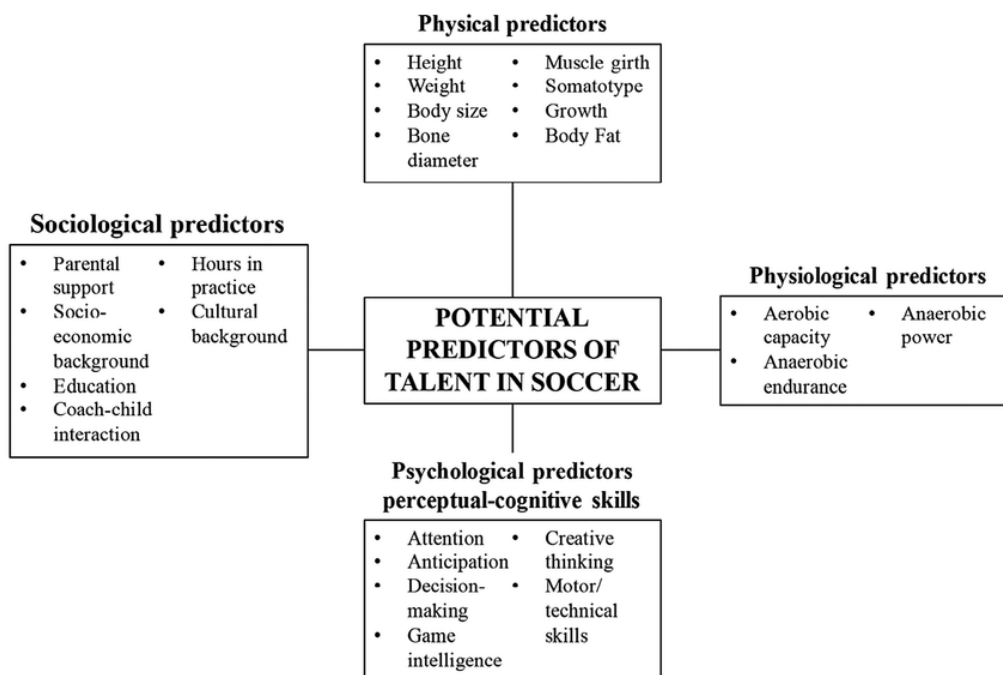 Physical predictors
• Height
• Weight
• Body size
• Bone
diameter
• Muscle girth
• Somatotype
• Growth
• Body Fat
Sociological predictors
• Parental
support
• Socio-
economic
background
• Education
• Coach-child
interaction
• Hours in
practice
• Cultural
background
POTENTIAL
PREDICTORS OF
TALENT IN SOCCER
Physiological predictors
• Aerobic
capacity
• Anaerobic
endurance
• Anaerobic
power
Psychological predictors
perceptual-cognitive skills
• Attention
• Anticipation
• Decision-
making
• Game
intelligence
• Creative
thinking
• Motor/
technical
skills